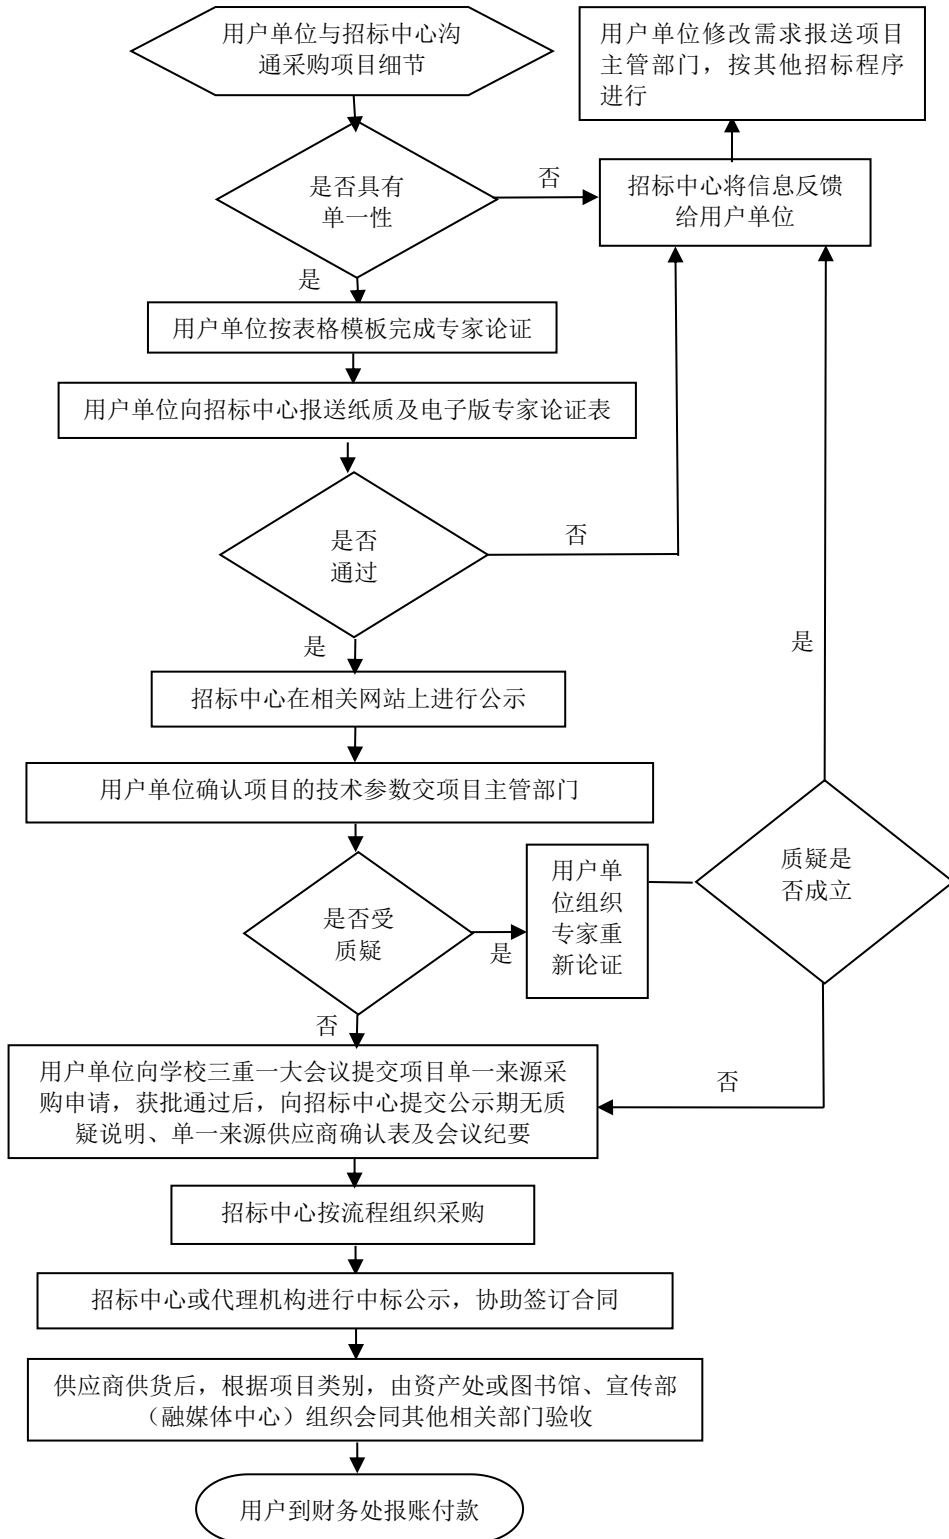 用户单位与招标中心沟
通采购项目细节
用户单位修改需求报送项目
主管部门，按其他招标程序
进行
是否具有
单一性
否
招标中心将信息反馈
给用户单位
是
用户单位按表格模板完成专家论证
用户单位向招标中心报送纸质及电子版专家论证表
是否
通过
否
是
是
招标中心在相关网站上进行公示
用户单位确认项目的技术参数交项目主管部门
是否受
质疑
是
用户单
位组织
专家重
新论证
质疑是
否成立
否
否
用户单位向学校三重一大会议提交项目单一来源采
购申请，获批通过后，向招标中心提交公示期无质
疑说明、单一来源供应商确认表及会议纪要
招标中心按流程组织采购
招标中心或代理机构进行中标公示，协助签订合同
供应商供货后，根据项目类别，由资产处或图书馆、宣传部
（融媒体中心）组织会同其他相关部门验收
用户到财务处报账付款